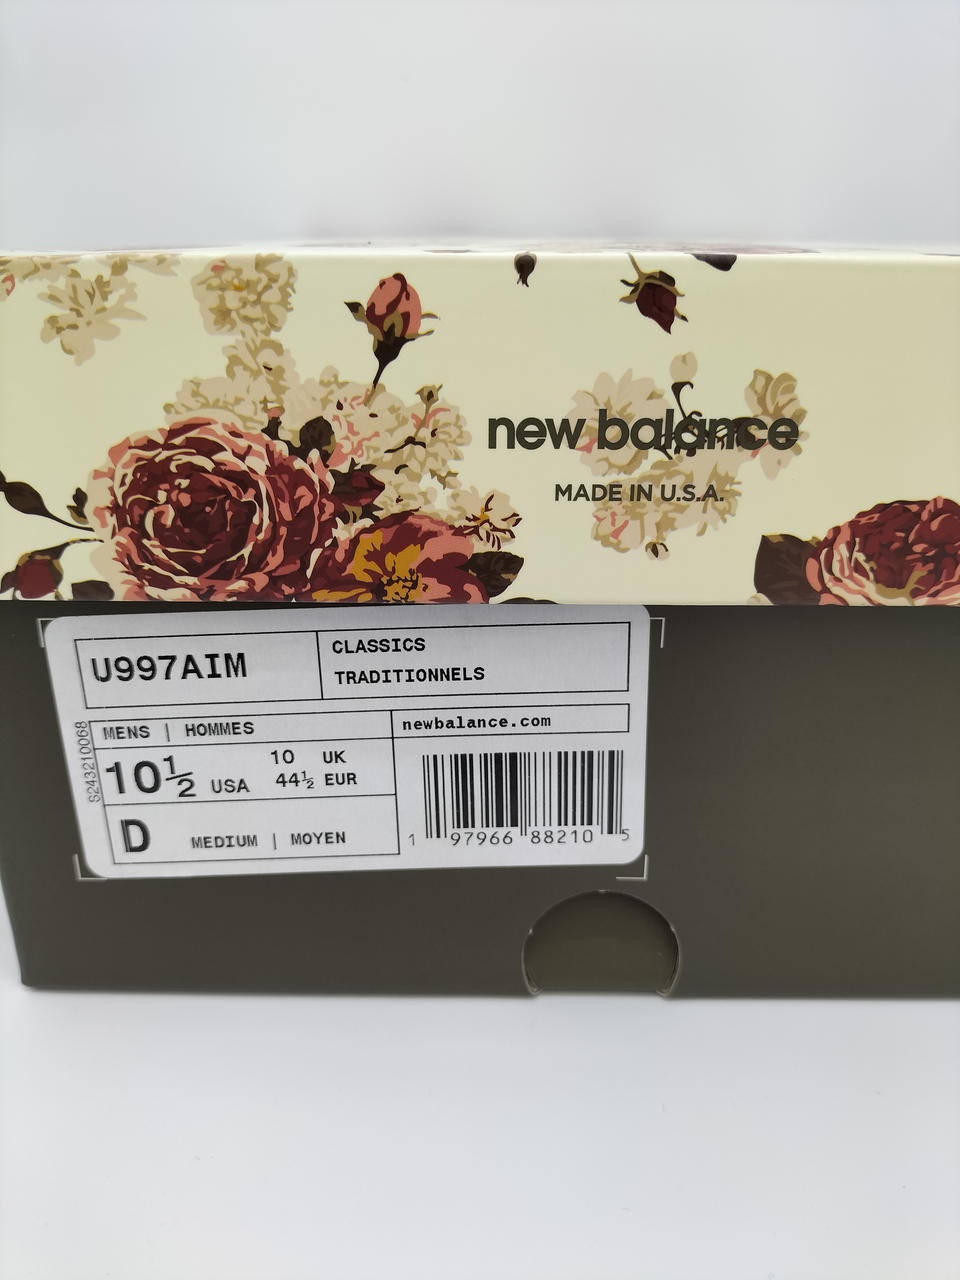 new balance
MADE IN U.S.A.
U997AIM
CLASSICS
TRADITIONNELS
MENS | HOMMES
newbalance.com
S243210068
10½ USA
10 UK
44½ EUR
D MEDIUM | MOYEN
1 97966 88210 5